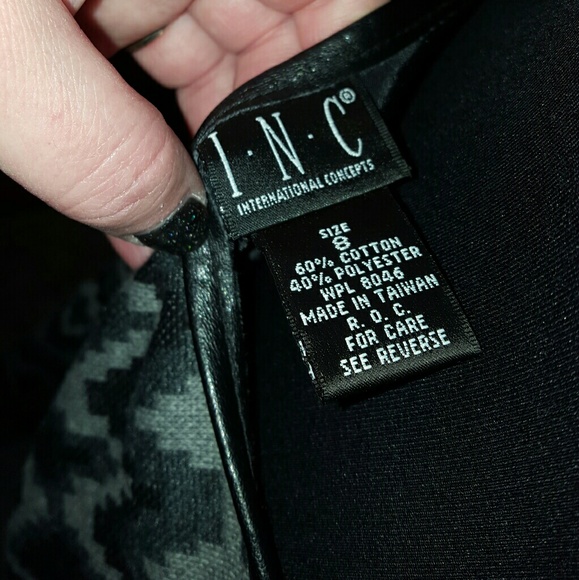 I·N·C®
INTERNATIONAL CONCEPTS
SIZE
8
60% COTTON
40% POLYESTER
WPL 8046
MADE IN TAIWAN
R. O. C.
FOR CARE
SEE REVERSE